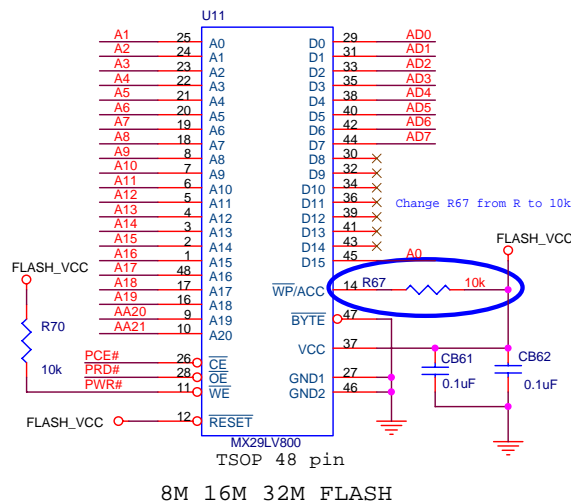 U11
A1 25 A0 D0 29 AD0
A2 24 A1 D1 31 AD1
A3 23 A2 D2 33 AD2
A4 22 A3 D3 35 AD3
A5 21 A4 D4 38 AD4
A6 20 A5 D5 40 AD5
A7 19 A6 D6 42 AD6
A8 18 A7 D7 44 AD7
A9 8 A8 D8 30
A10 7 A9 D9 32
A11 6 A10 D10 34
A12 5 A11 D11 36
Change R67 from R to 10k
A13 4 A12 D12 39
A14 3 A13 D13 41
A15 2 A14 D14 43
A16 1 A15 D15 45 A0
FLASH_VCC
FLASH_VCC
A17 48 A16
A18 17 A17 WP/ACC 14 R67 10k
A19 16 A18
AA20 9 A19 BYTE 47
AA21 10 A20
R70
10k
VCC 37
CB61
0.1uF
CB62
0.1uF
PCE# 26 CE
PRD# 28 OE GND1 27
PWR# 11 WE GND2 46
FLASH_VCC 12 RESET
MX29LV800
TSOP 48 pin
8M 16M 32M FLASH